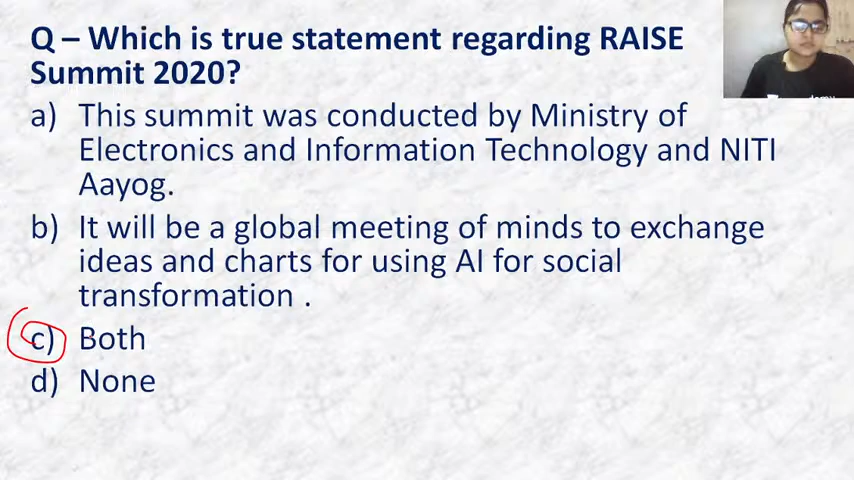 Q – Which is true statement regarding RAISE
Summit 2020?
a) This summit was conducted by Ministry of
Electronics and Information Technology and NITI
Aayog.
b) It will be a global meeting of minds to exchange
ideas and charts for using AI for social
transformation .
c) Both
d) None